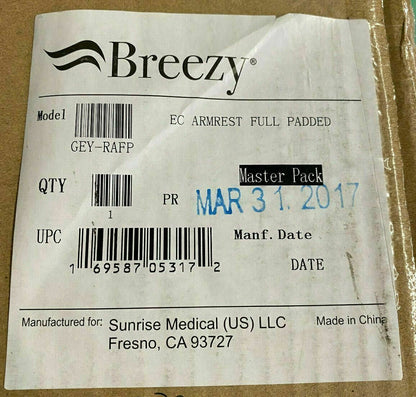 Breezy®
Model GEY-RAFP EC ARMREST FULL PADDED
QTY 1 PR Master Pack
MAR 31. 2017
UPC 1 69587 05317 2 Manf. Date
DATE
Manufactured for: Sunrise Medical (US) LLC Made in China
Fresno, CA 93727